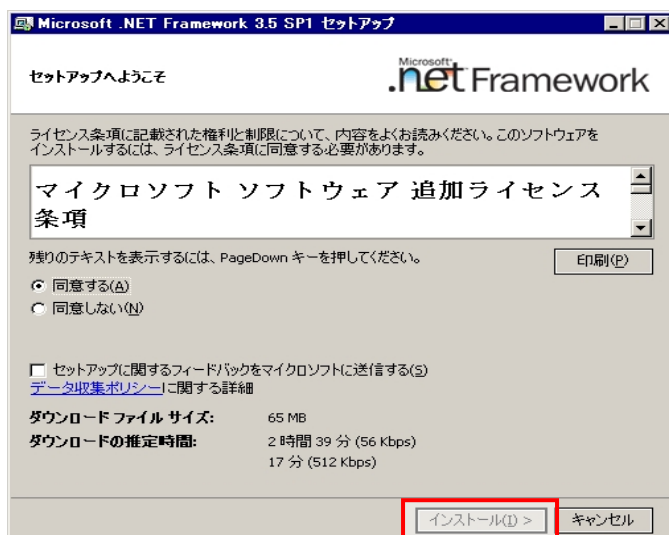 Microsoft .NET Framework 3.5 SP1 セットアップ
セットアップへようこそ
Microsoft
.net Framework
ライセンス条項に記載された権利と制限について、内容をよくお読みください。このソフトウェアを
インストールするには、ライセンス条項に同意する必要があります。
マイクロソフト ソフトウェア 追加ライセンス
条項
残りのテキストを表示するには、PageDown キーを押してください。
印刷(P)
同意する(A)
同意しない(N)
セットアップに関するフィードバックをマイクロソフトに送信する(S)
データ収集ポリシーに関する詳細
ダウンロード ファイル サイズ: 65 MB
ダウンロードの推定時間: 2 時間 39 分 (56 Kbps)
17 分 (512 Kbps)
インストール(I) > キャンセル